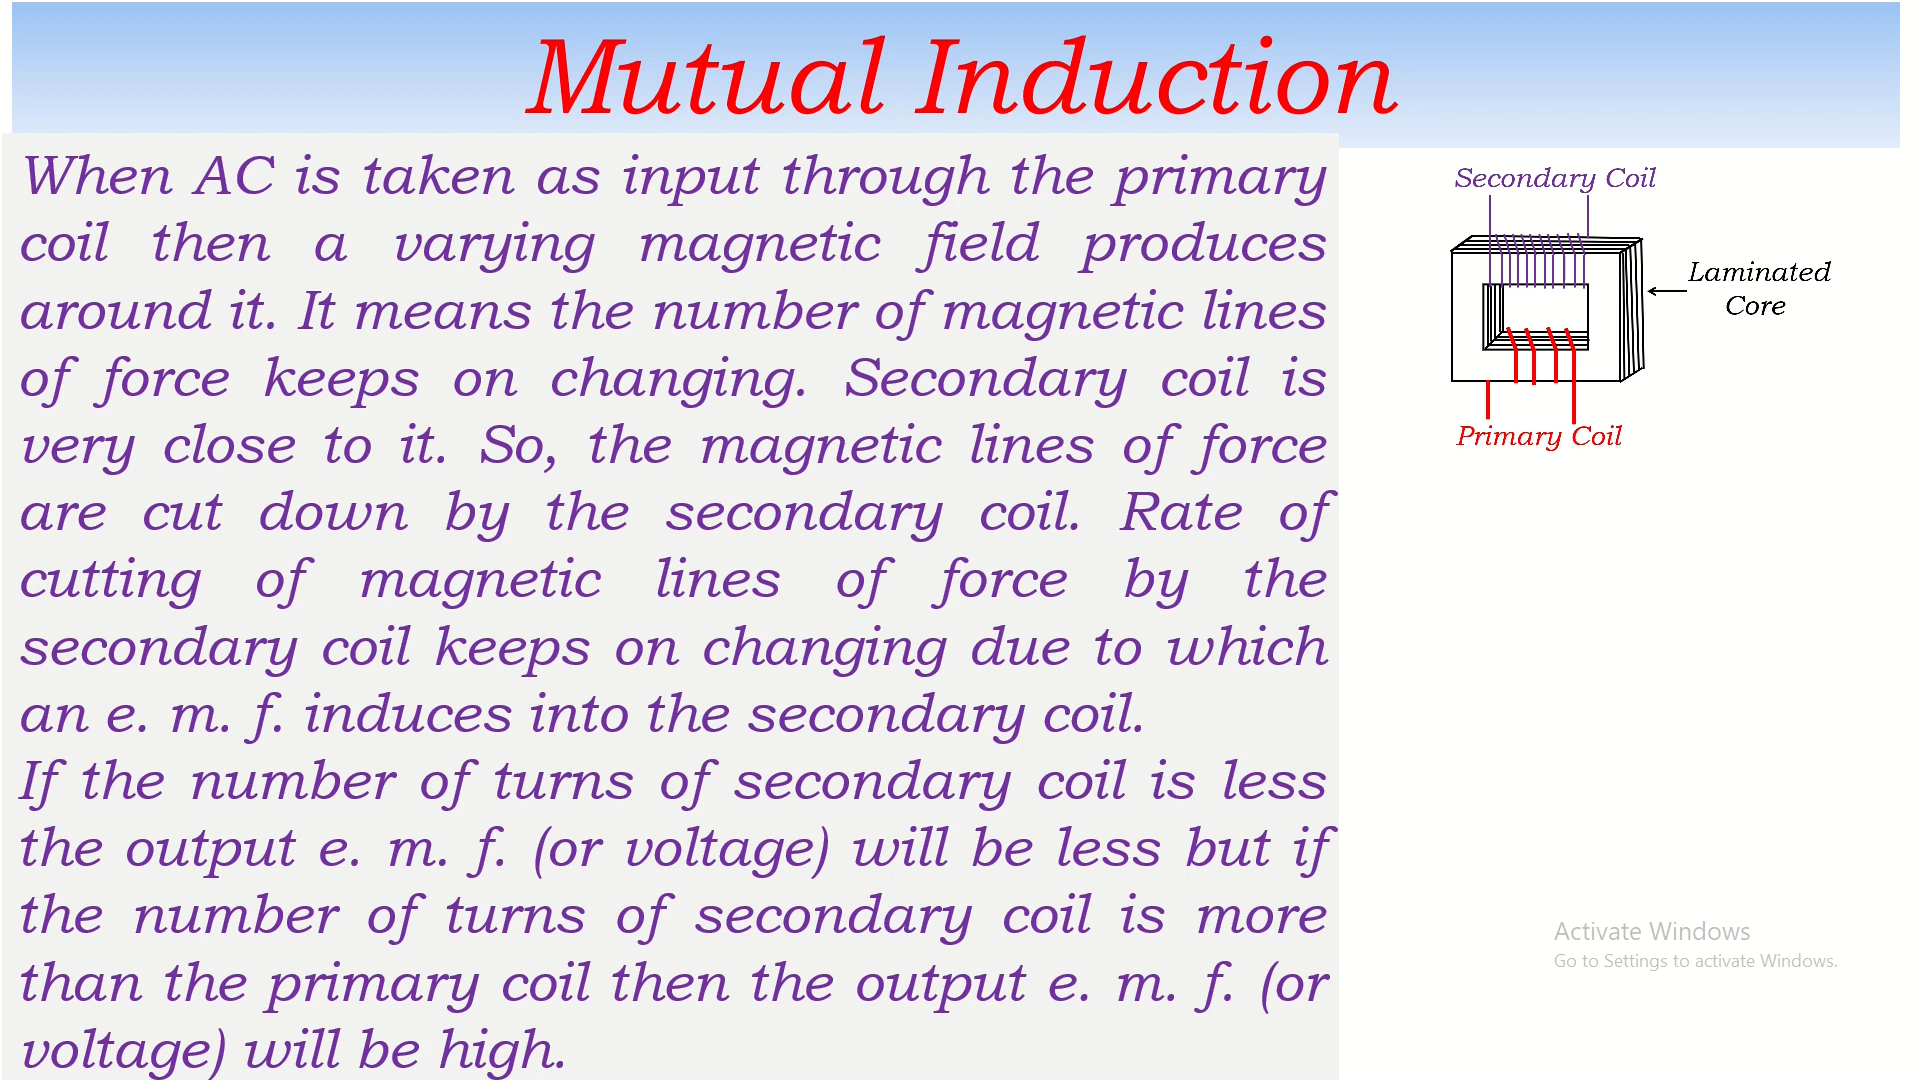 Mutual Induction
When AC is taken as input through the primary
coil then a varying magnetic field produces
around it. It means the number of magnetic lines
of force keeps on changing. Secondary coil is
very close to it. So, the magnetic lines of force
are cut down by the secondary coil. Rate of
cutting of magnetic lines of force by the
secondary coil keeps on changing due to which
an e. m. f. induces into the secondary coil.
If the number of turns of secondary coil is less
the output e. m. f. (or voltage) will be less but if
the number of turns of secondary coil is more
than the primary coil then the output e. m. f. (or
voltage) will be high.
Secondary Coil
Laminated
Core
Primary Coil
Activate Windows
Go to Settings to activate Windows.